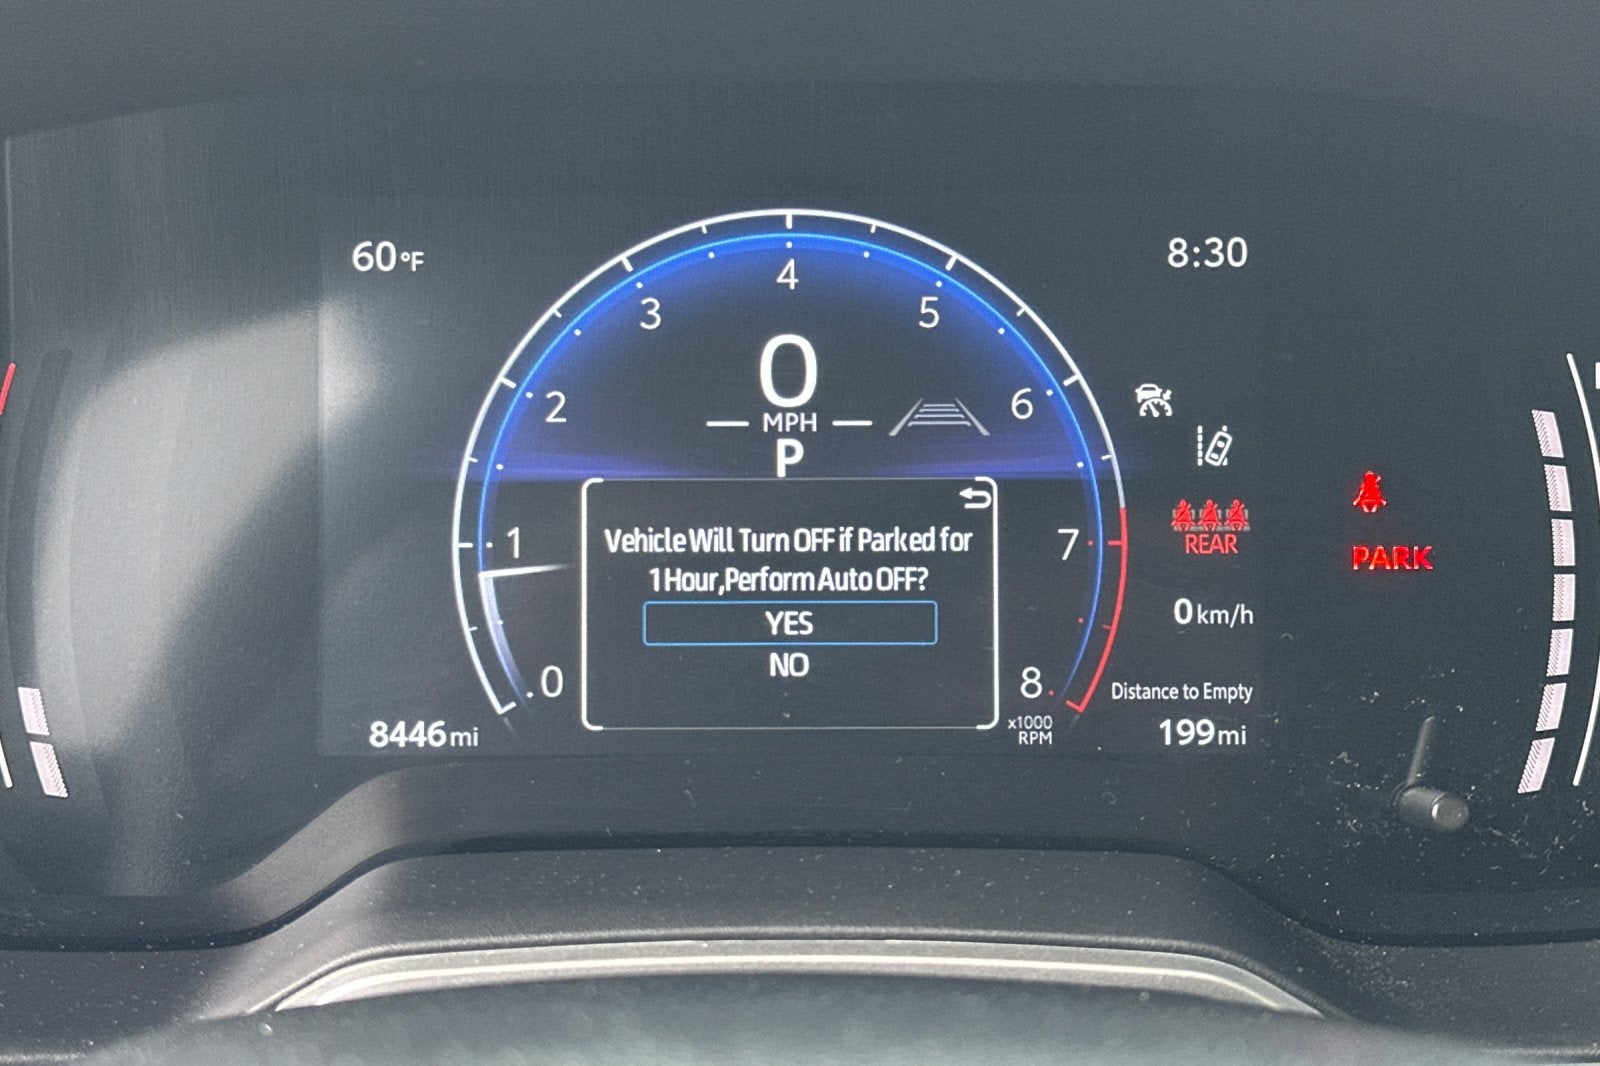 60°F
8:30
4
3
5
0
MPH
2
6
P
Vehicle Will Turn OFF if Parked for
1 Hour,Perform Auto OFF?
YES
NO
1
7
REAR
PARK
0 km/h
0
8
x1000
RPM
Distance to Empty
8446 mi
199 mi